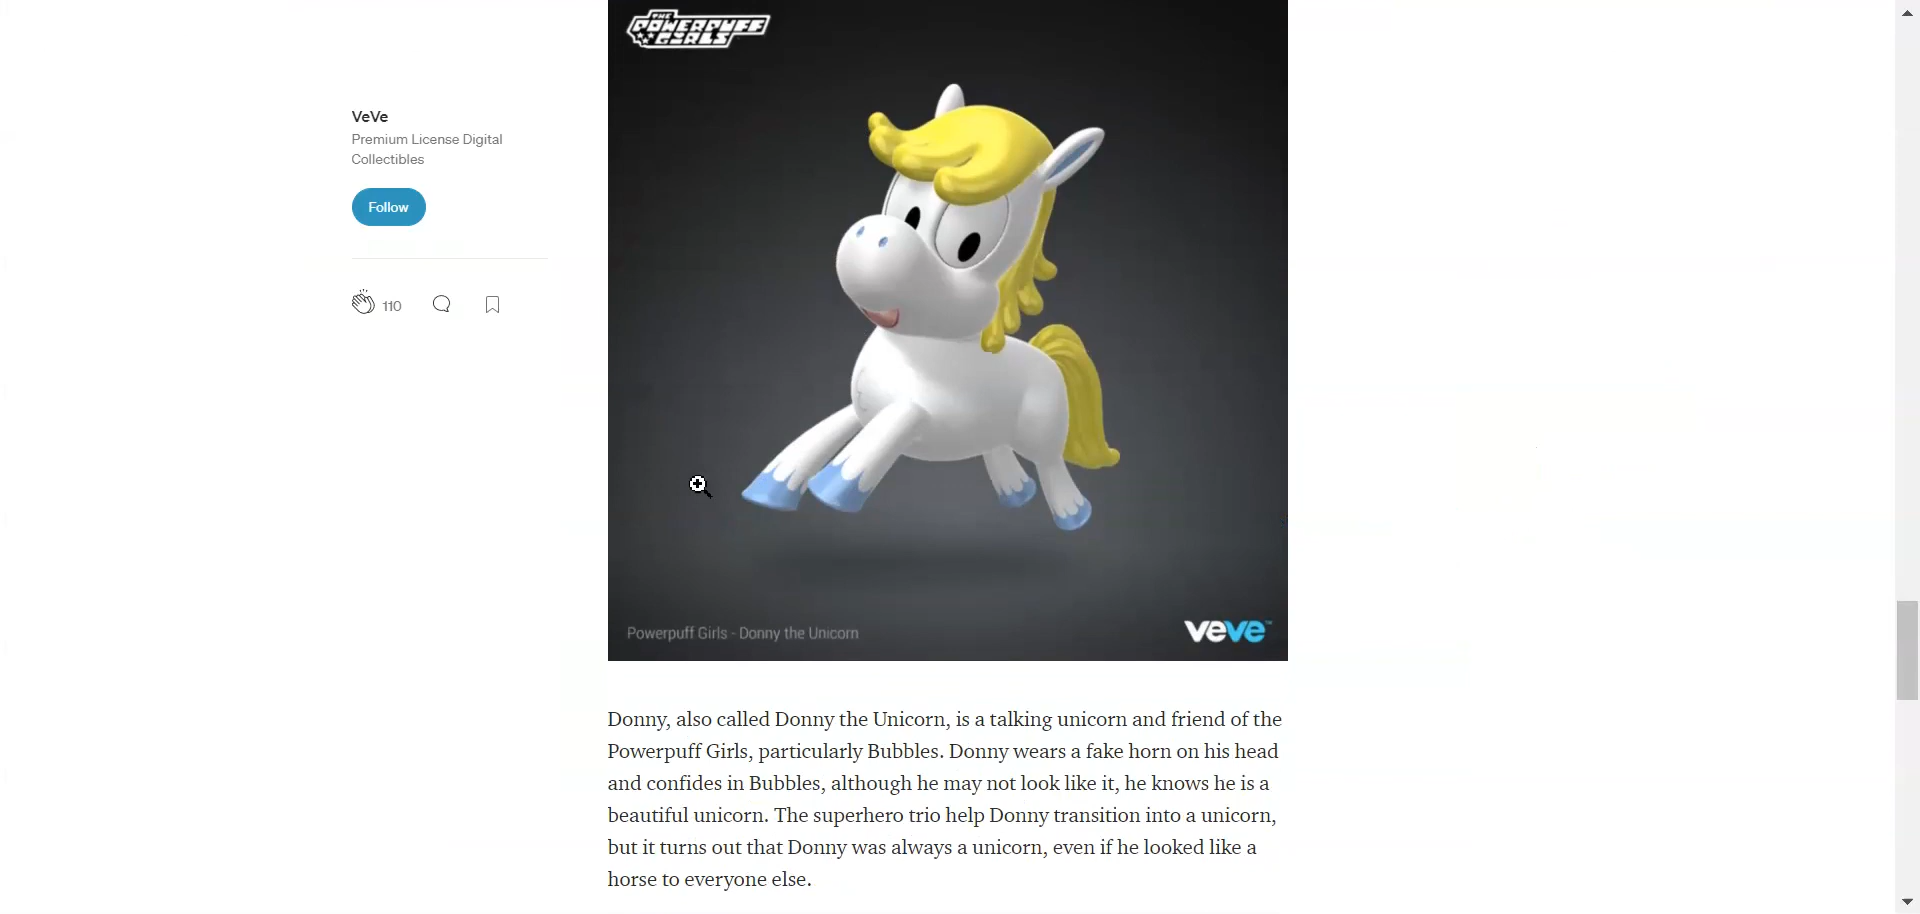 THE
POWERPUFF
GIRLS
VeVe
Premium License Digital
Collectibles
Follow
110
Powerpuff Girls - Donny the Unicorn
veve™
Donny, also called Donny the Unicorn, is a talking unicorn and friend of the
Powerpuff Girls, particularly Bubbles. Donny wears a fake horn on his head
and confides in Bubbles, although he may not look like it, he knows he is a
beautiful unicorn. The superhero trio help Donny transition into a unicorn,
but it turns out that Donny was always a unicorn, even if he looked like a
horse to everyone else.